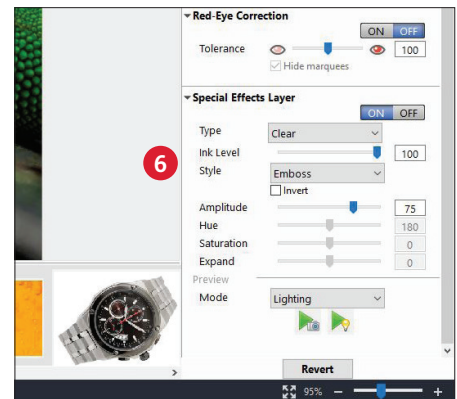 Red-Eye Correction
ON OFF
Tolerance 100
Hide marquees
Special Effects Layer
ON OFF
Type Clear
6
Ink Level 100
Style Emboss
Invert
Amplitude 75
Hue 180
Saturation 0
Expand 0
Preview
Mode Lighting
Revert
95% − +